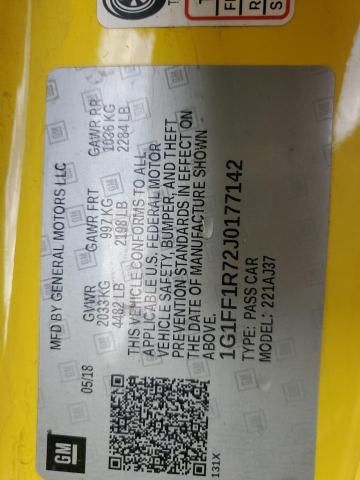 MFD BY GENERAL MOTORS LLC
05/18
GVWR GAWR FRT GAWR RR
2033 KG 997 KG 1036 KG
4482 LB 2198 LB 2284 LB
THIS VEHICLE CONFORMS TO ALL
APPLICABLE U.S. FEDERAL MOTOR
VEHICLE SAFETY, BUMPER, AND THEFT
PREVENTION STANDARDS IN EFFECT ON
THE DATE OF MANUFACTURE SHOWN
ABOVE.
1G1FF1R72J0177142
TYPE: PASS CAR
MODEL: 221AJ37
GM
131X